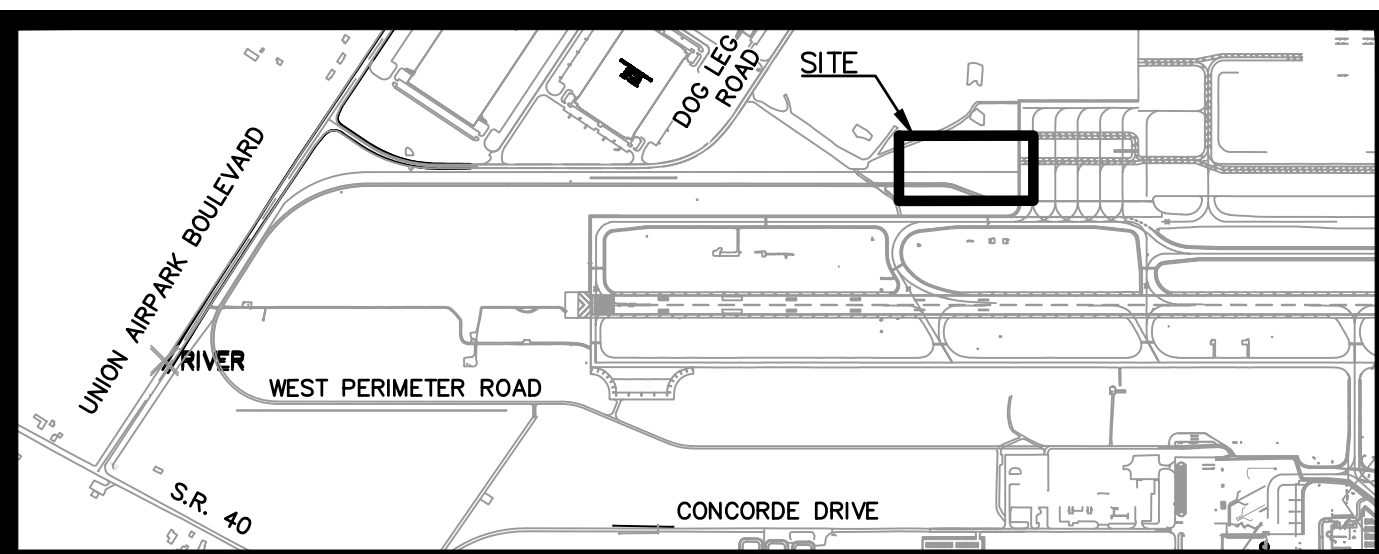 DOG LEG
ROAD
SITE
UNION AIRPARK BOULEVARD
RIVER
WEST PERIMETER ROAD
S.R. 40
CONCORDE DRIVE